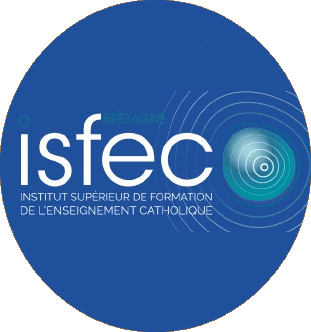 BRETAGNE
isfec
INSTITUT SUPÉRIEUR DE FORMATION
DE L'ENSEIGNEMENT CATHOLIQUE